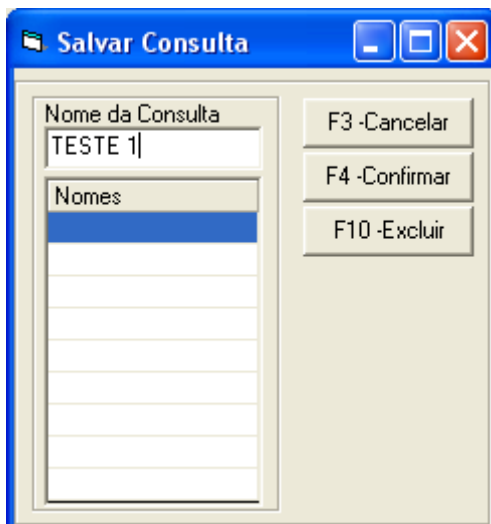 Salvar Consulta
Nome da Consulta
TESTE 1
Nomes
F3 -Cancelar
F4 -Confirmar
F10 -Excluir